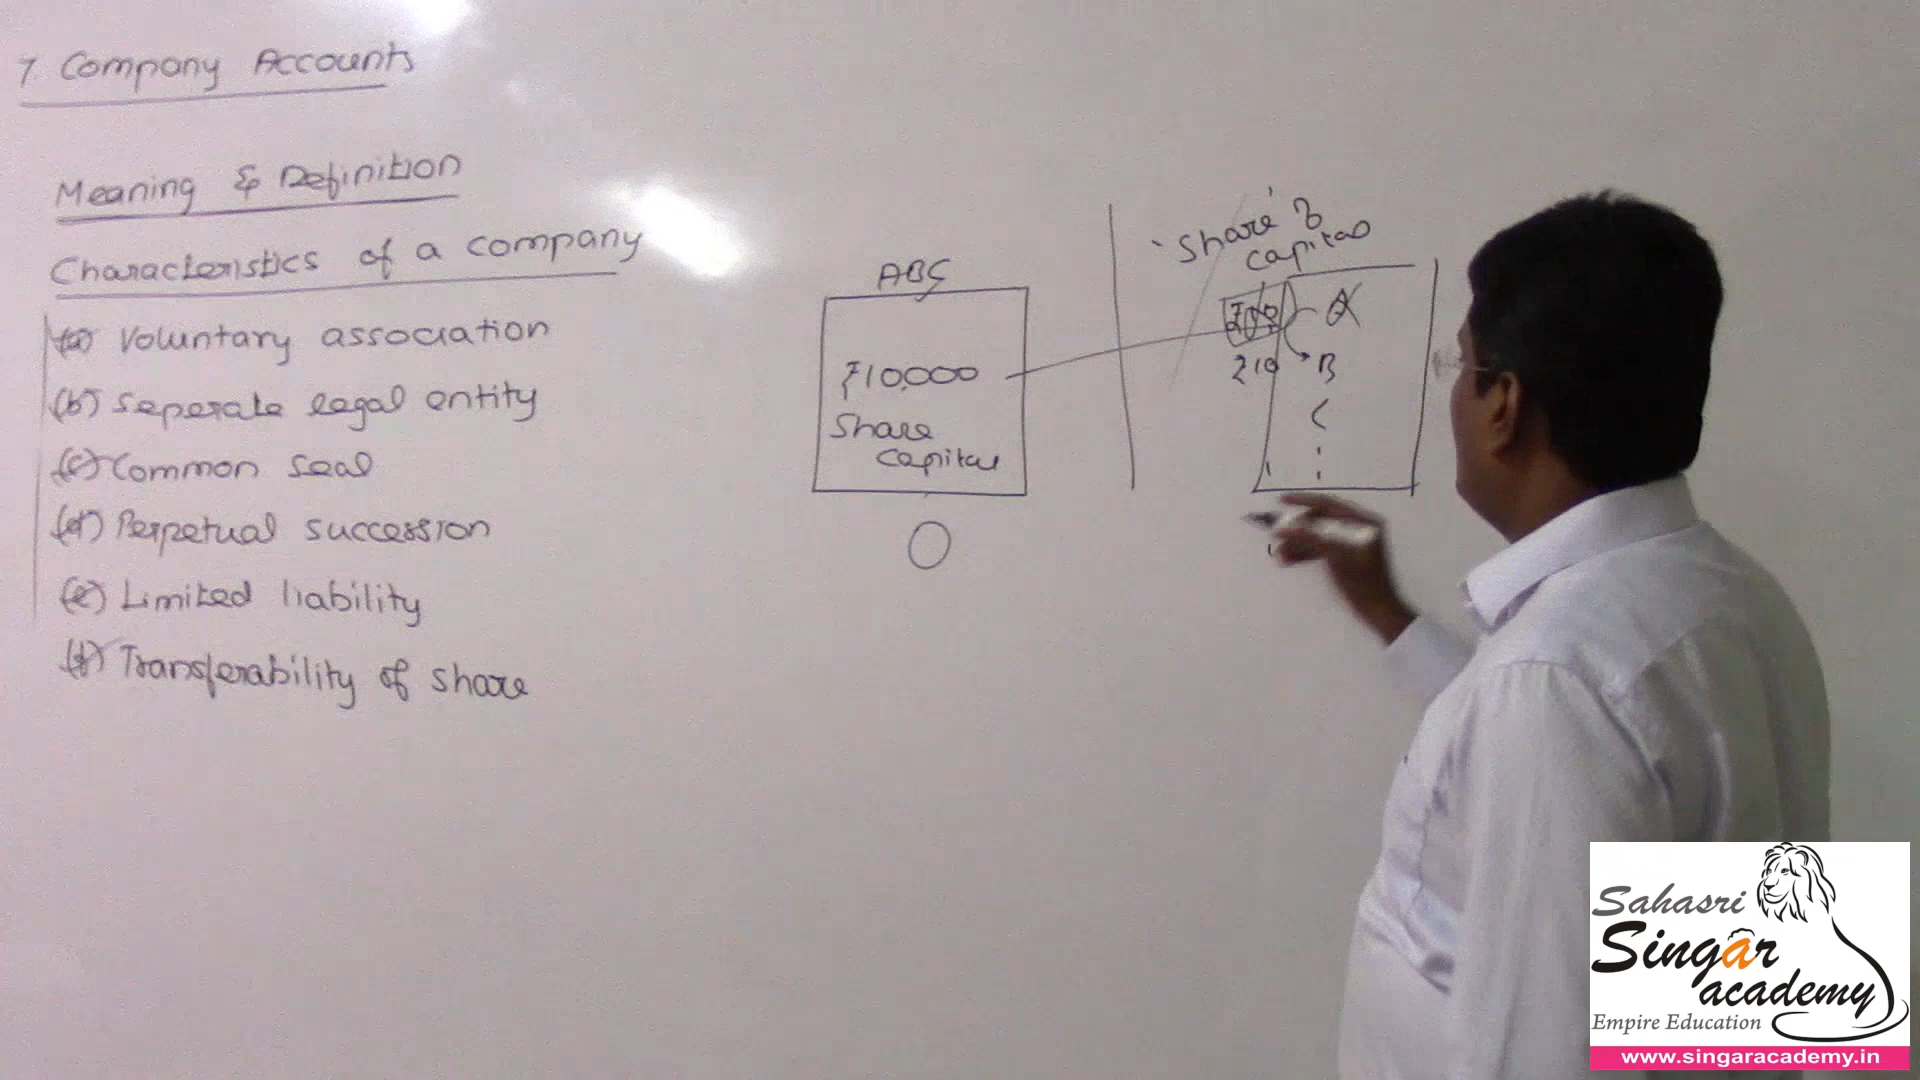 7. Company Accounts
Meaning & Definition
Characteristics of a company
(a) Voluntary association
(b) Seperate legal entity
(c) Common seal
(d) Perpetual succession
(e) Limited liability
(f) Transferability of share
₹10,000
Share
capital
'Share'
capital
₹10
B
C
Sahasri
Singar
academy
Empire Education
www.singaracademy.in